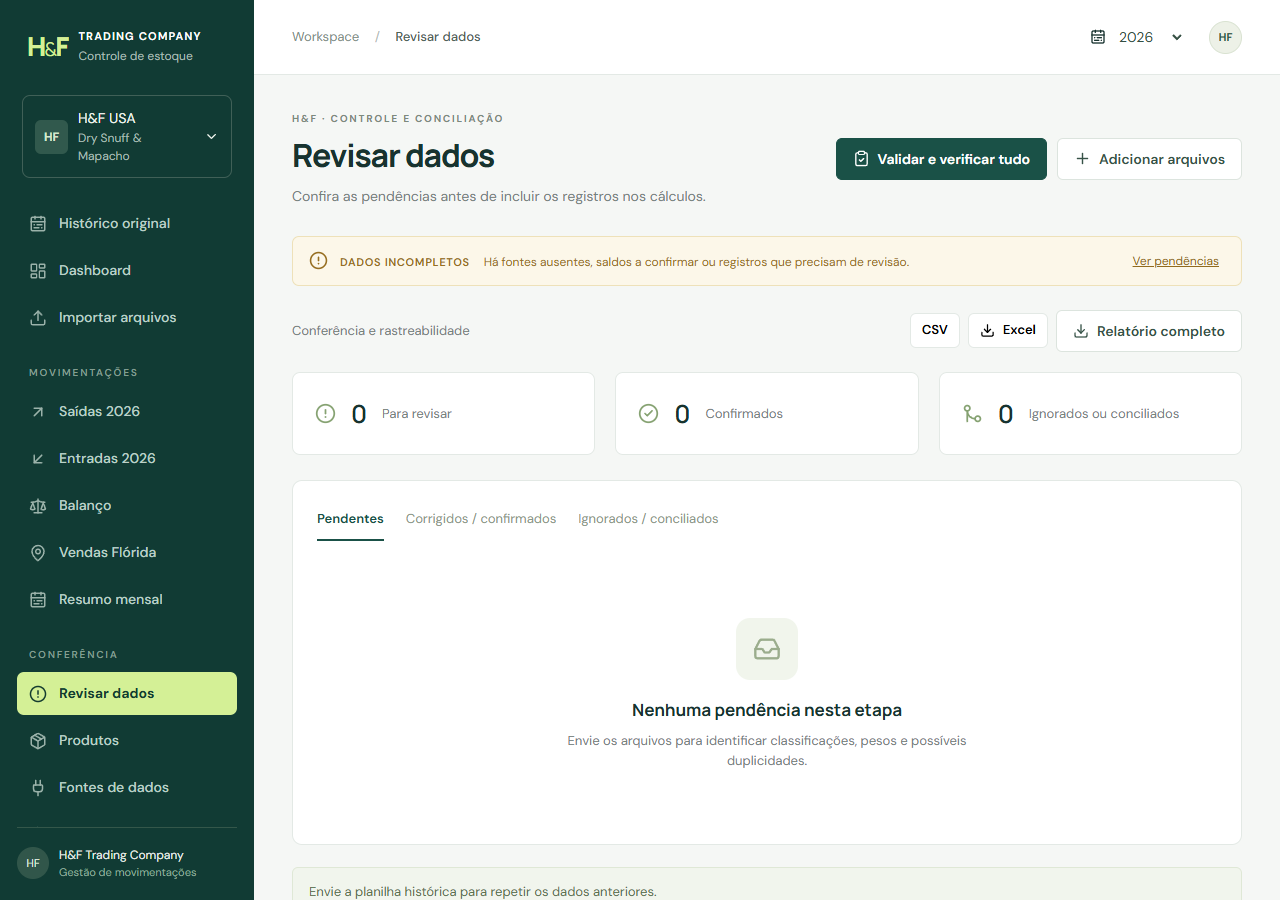 H&F
TRADING COMPANY
Controle de estoque
HF
H&F USA
Dry Snuff &
Mapacho
Histórico original
Dashboard
Importar arquivos
MOVIMENTAÇÕES
Saídas 2026
Entradas 2026
Balanço
Vendas Flórida
Resumo mensal
CONFERÊNCIA
Revisar dados
Produtos
Fontes de dados
HF
H&F Trading Company
Gestão de movimentações
Workspace / Revisar dados
2026
HF
H&F · CONTROLE E CONCILIAÇÃO
Revisar dados
Confira as pendências antes de incluir os registros nos cálculos.
Validar e verificar tudo
Adicionar arquivos
DADOS INCOMPLETOS Há fontes ausentes, saldos a confirmar ou registros que precisam de revisão. Ver pendências
Conferência e rastreabilidade
CSV
Excel
Relatório completo
0 Para revisar
0 Confirmados
0 Ignorados ou conciliados
Pendentes
Corrigidos / confirmados
Ignorados / conciliados
Nenhuma pendência nesta etapa
Envie os arquivos para identificar classificações, pesos e possíveis
duplicidades.
Envie a planilha histórica para repetir os dados anteriores.